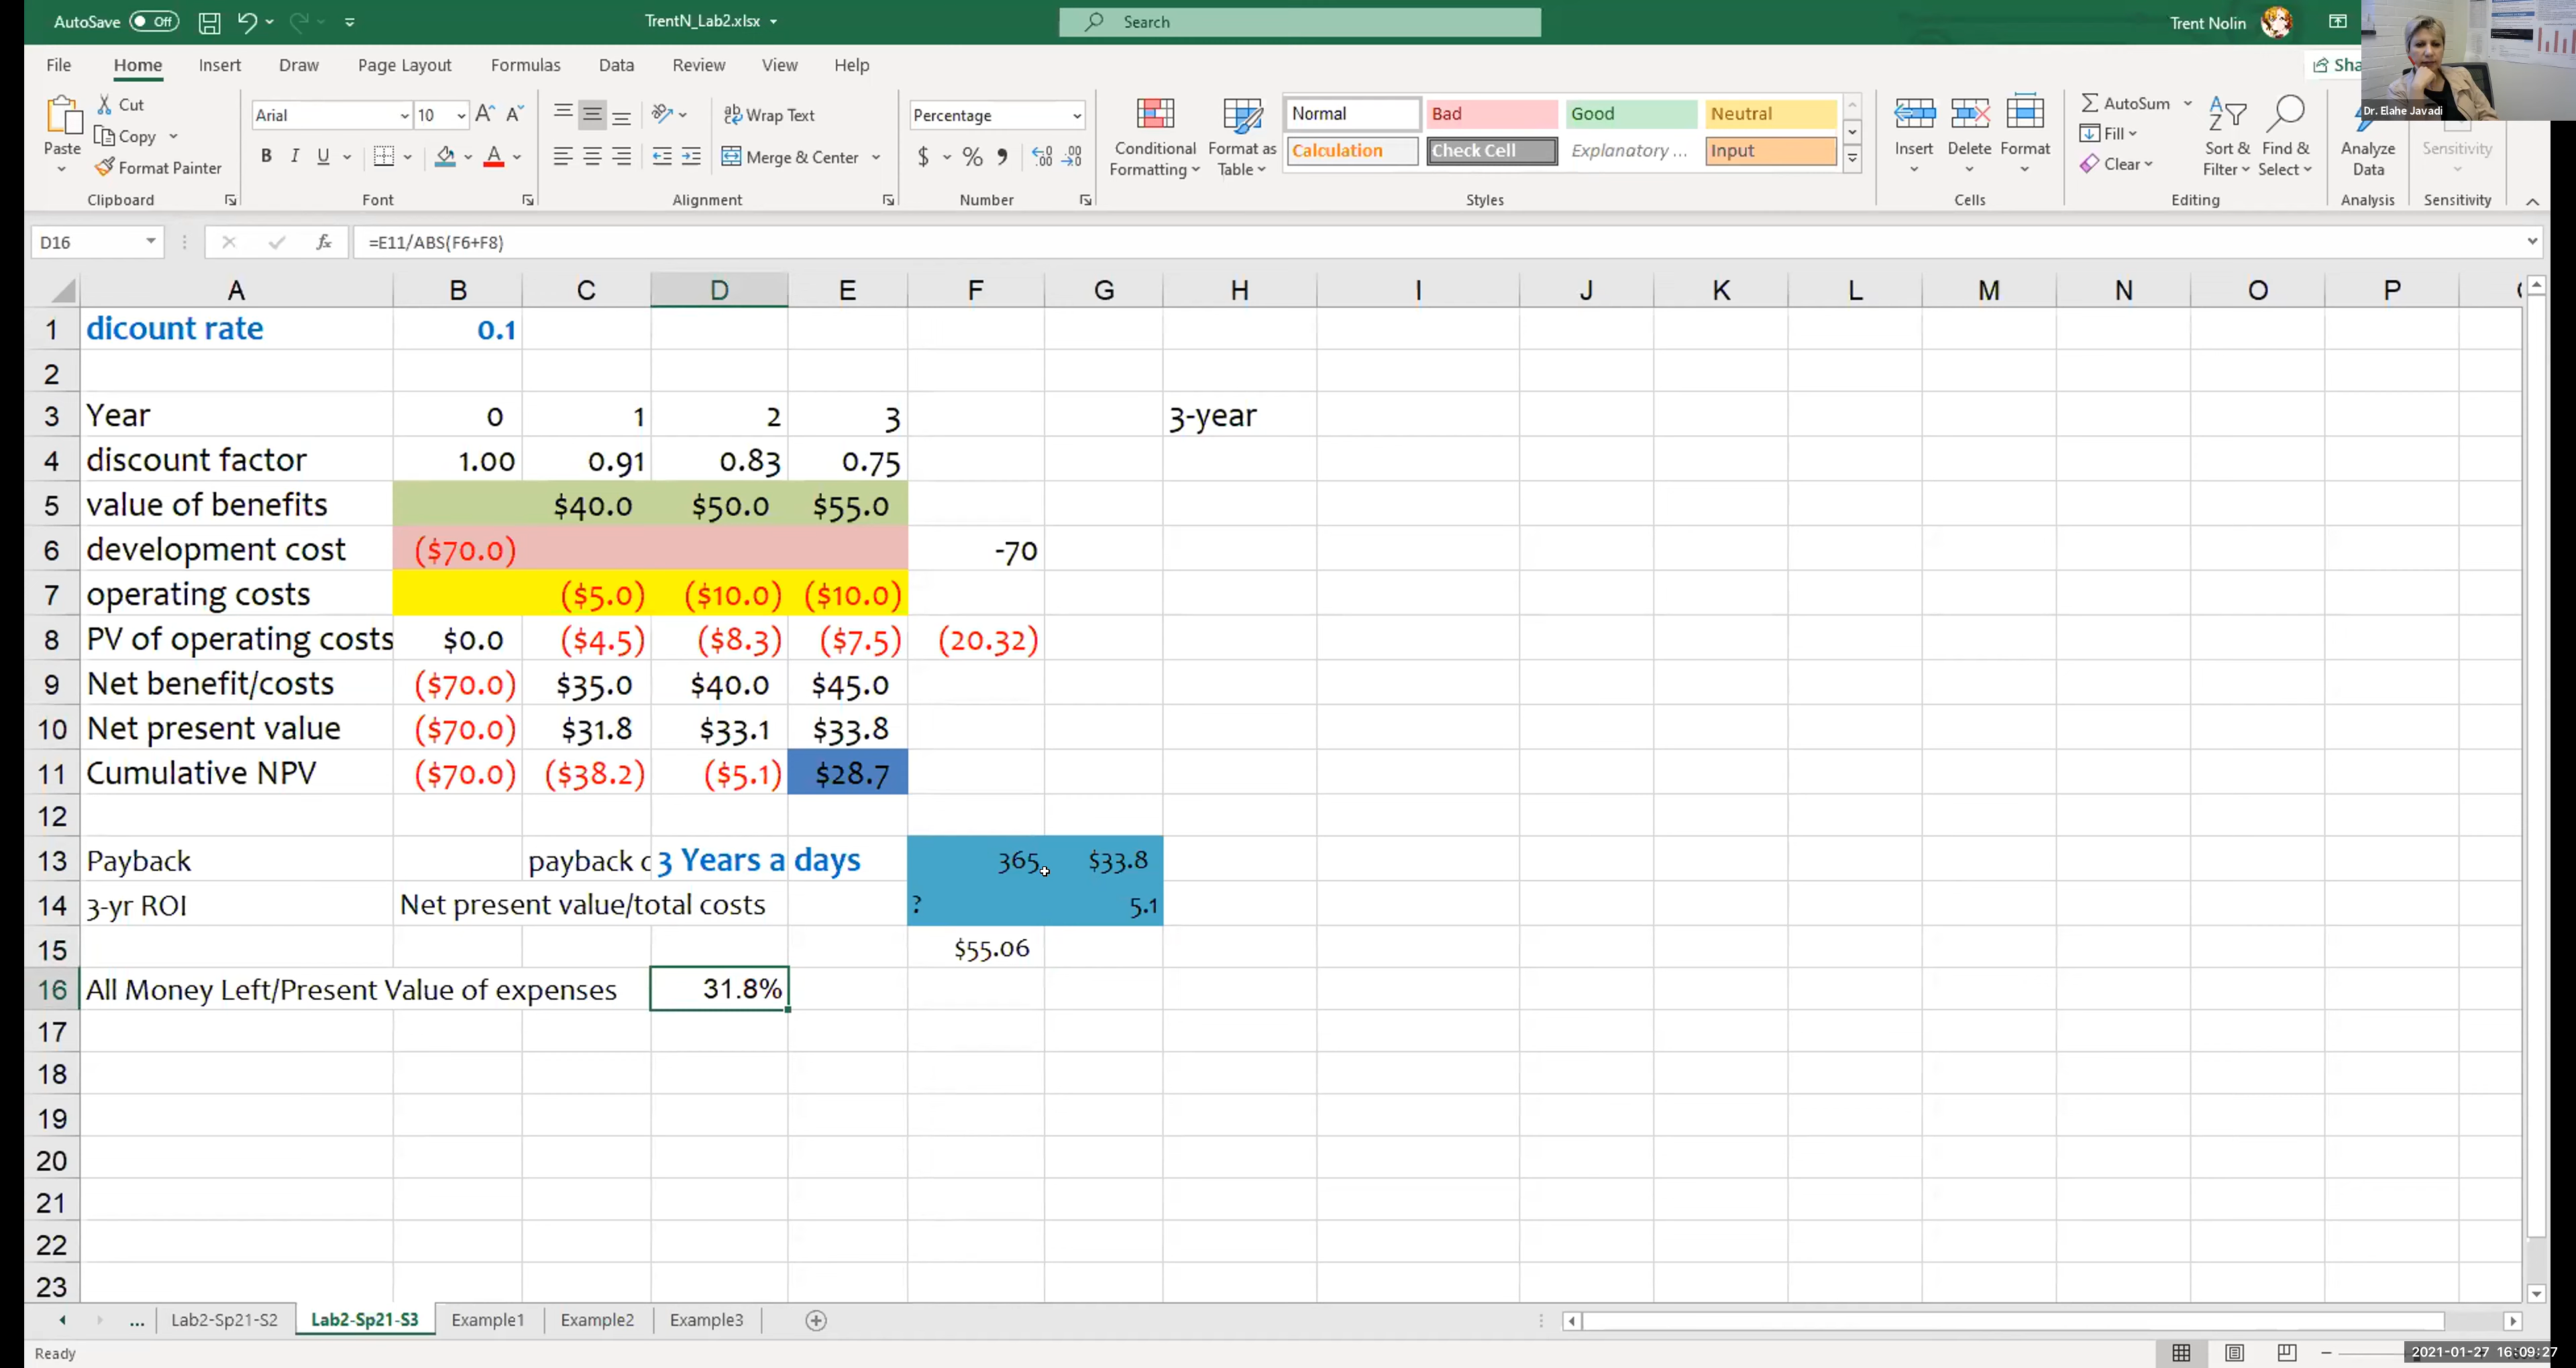 AutoSave Off TrentN_Lab2.xlsx Search Trent Nolin
File Home Insert Draw Page Layout Formulas Data Review View Help
Dr. Elahe Javadi
Paste Cut Copy Format Painter
Arial 10 B I U
Wrap Text Merge & Center
Percentage $ %
Conditional Formatting Format as Table
Normal Bad Good Neutral
Calculation Check Cell Explanatory ... Input
Insert Delete Format
AutoSum Fill Clear Sort & Filter Find & Select
Analyze Data Sensitivity
Clipboard Font Alignment Number Styles Cells Editing Analysis Sensitivity
D16 fx =E11/ABS(F6+F8)
A B C D E F G H I J K L M N O P
1 dicount rate 0.1
2
3 Year 0 1 2 3 3-year
4 discount factor 1.00 0.91 0.83 0.75
5 value of benefits $40.0 $50.0 $55.0
6 development cost ($70.0) -70
7 operating costs ($5.0) ($10.0) ($10.0)
8 PV of operating costs $0.0 ($4.5) ($8.3) ($7.5) (20.32)
9 Net benefit/costs ($70.0) $35.0 $40.0 $45.0
10 Net present value ($70.0) $31.8 $33.1 $33.8
11 Cumulative NPV ($70.0) ($38.2) ($5.1) $28.7
12
13 Payback payback 3 Years a days 365 $33.8
14 3-yr ROI Net present value/total costs ? 5.1
15 $55.06
16 All Money Left/Present Value of expenses 31.8%
17
18
19
20
21
22
23
... Lab2-Sp21-S2 Lab2-Sp21-S3 Example1 Example2 Example3
Ready
2021-01-27 16:09:27